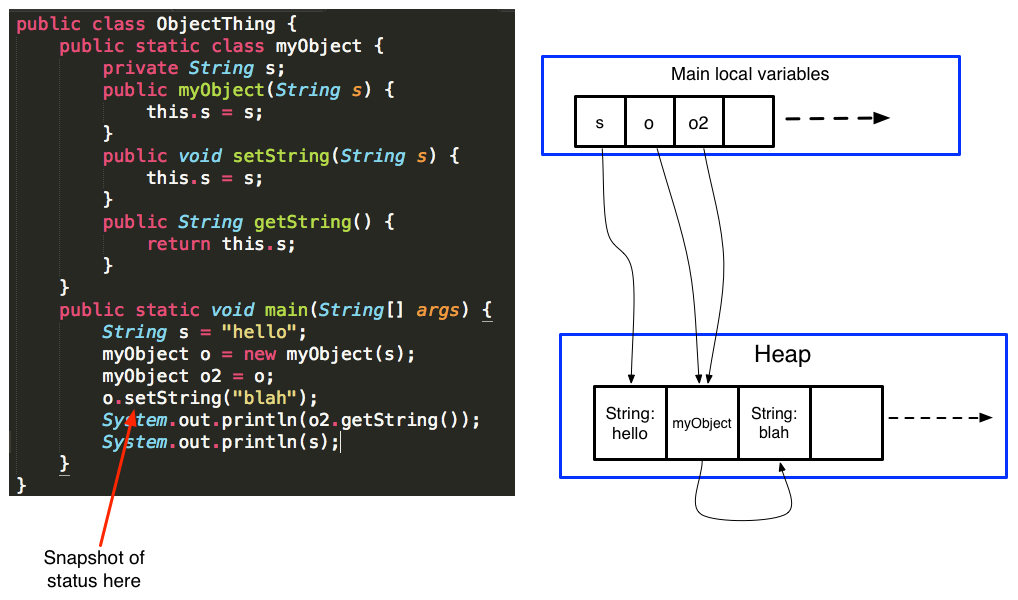 public class ObjectThing {
    public static class myObject {
        private String s;
        public myObject(String s) {
            this.s = s;
        }
        public void setString(String s) {
            this.s = s;
        }
        public String getString() {
            return this.s;
        }
    }
    public static void main(String[] args) {
        String s = "hello";
        myObject o = new myObject(s);
        myObject o2 = o;
        o.setString("blah");
        System.out.println(o2.getString());
        System.out.println(s);
    }
}
Snapshot of
status here
Main local variables
s o o2
Heap
String:
hello
myObject
String:
blah